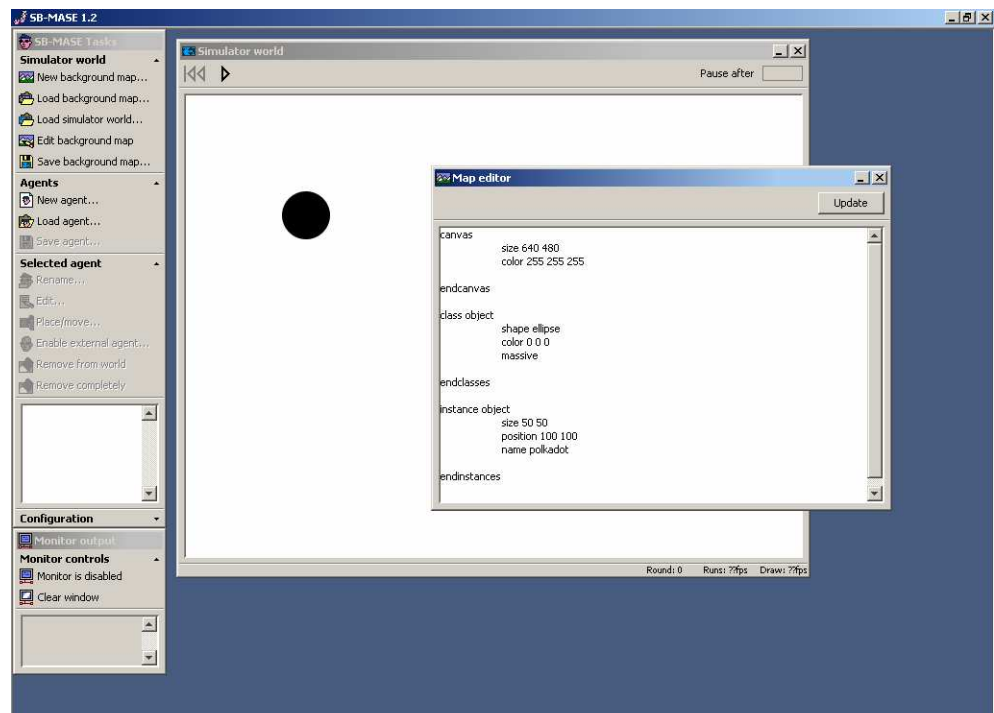 SB-MASE 1.2
SB-MASE Tasks
Simulator world
New background map...
Load background map...
Load simulator world...
Edit background map
Save background map...
Agents
New agent...
Load agent...
Save agent...
Selected agent
Rename...
Edit...
Place/move...
Enable external agent...
Remove from world
Remove completely
Configuration
Monitor output
Monitor controls
Monitor is disabled
Clear window
Simulator world
Pause after
Map editor
Update
canvas
size 640 480
color 255 255 255
endcanvas
class object
shape ellipse
color 0 0 0
massive
endclasses
instance object
size 50 50
position 100 100
name polkadot
endinstances
Round: 0 Runs: ??fps Draw: ??fps